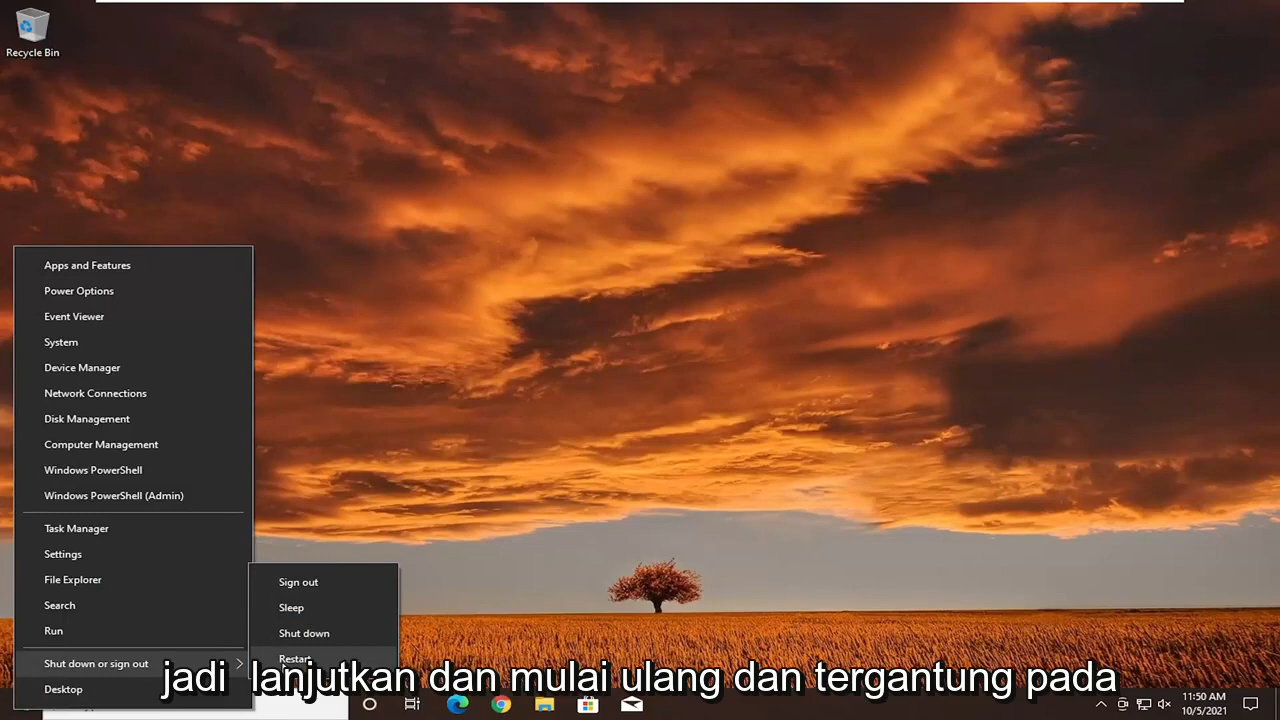 Recycle Bin
Apps and Features
Power Options
Event Viewer
System
Device Manager
Network Connections
Disk Management
Computer Management
Windows PowerShell
Windows PowerShell (Admin)
Task Manager
Settings
File Explorer
Search
Run
Shut down or sign out
Desktop
Sign out
Sleep
Shut down
Restart
jadi lanjutkan dan mulai ulang dan tergantung pada
11:50 AM
10/5/2021